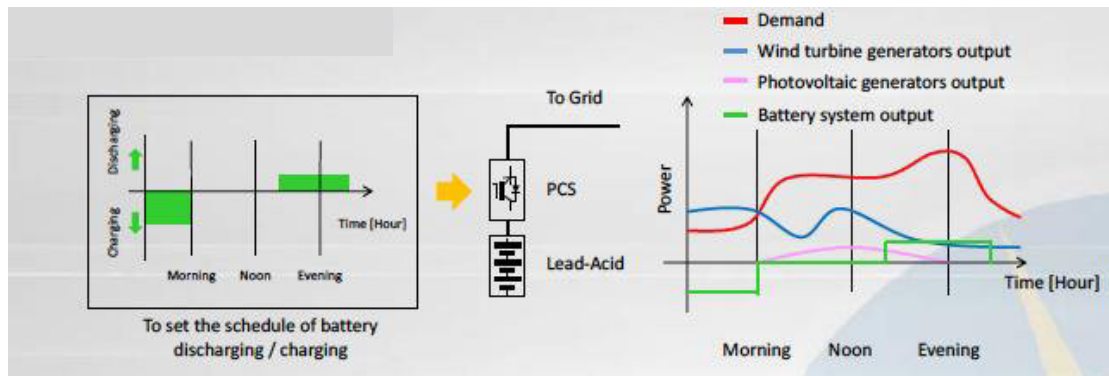 Demand
Wind turbine generators output
Photovoltaic generators output
Battery system output
Discharging
Charging
Time [Hour]
Morning Noon Evening
To set the schedule of battery
discharging / charging
To Grid
PCS
Lead-Acid
Power
Time [Hour]
Morning Noon Evening